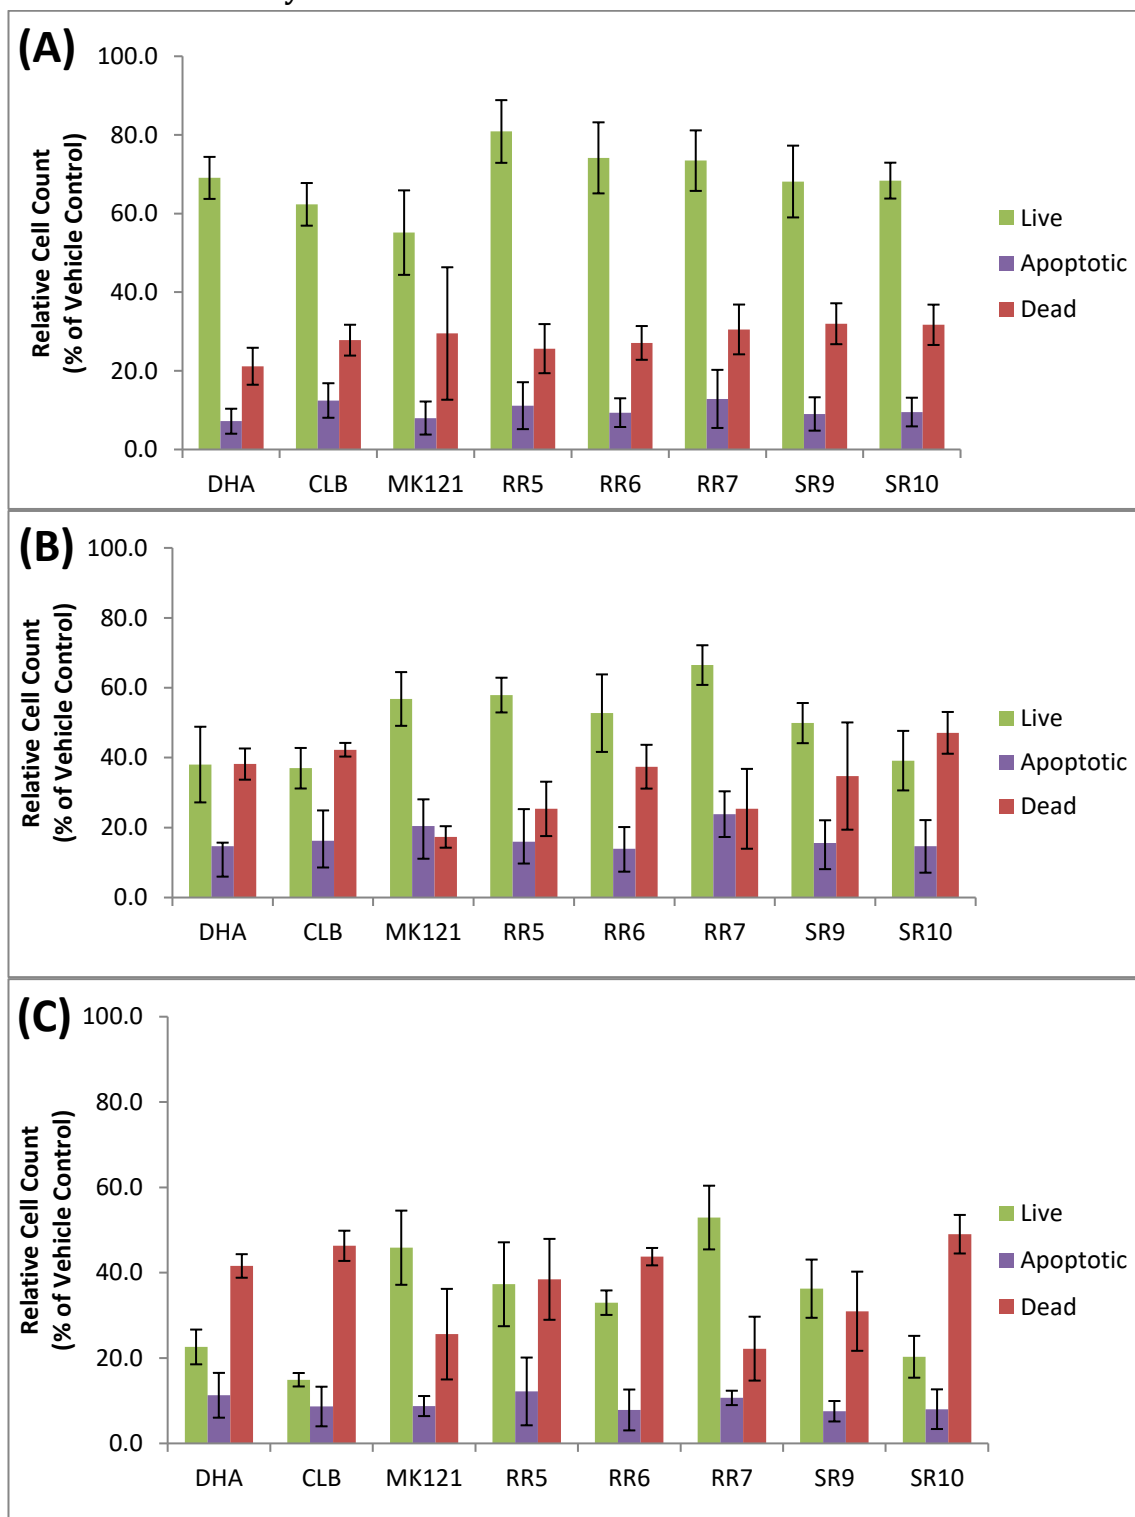 (A)
100.0
80.0
60.0
40.0
20.0
0.0
Relative Cell Count
(% of Vehicle Control)
DHA CLB MK121 RR5 RR6 RR7 SR9 SR10
Live
Apoptotic
Dead
(B)
100.0
80.0
60.0
40.0
20.0
0.0
Relative Cell Count
(% of Vehicle Control)
DHA CLB MK121 RR5 RR6 RR7 SR9 SR10
Live
Apoptotic
Dead
(C)
100.0
80.0
60.0
40.0
20.0
0.0
Relative Cell Count
(% of Vehicle Control)
DHA CLB MK121 RR5 RR6 RR7 SR9 SR10
Live
Apoptotic
Dead